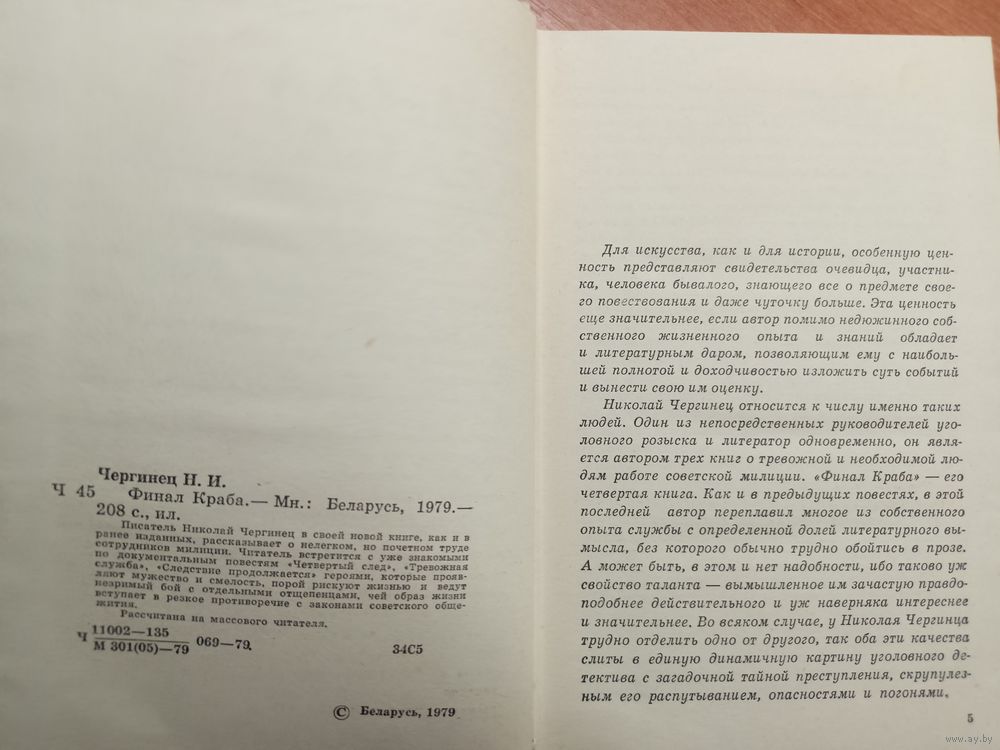 Чергинец Н. И.
Ч 45 Финал Краба.— Мн.: Беларусь, 1979.—
208 с., ил.
Писатель Николай Чергинец в своей новой книге, как и в
ранее изданных, рассказывает о нелегком, но почетном труде
сотрудников милиции. Читатель встретится с уже знакомыми
по документальным повестям «Четвертый след», «Тревожная
служба», «Следствие продолжается» героями, которые прояв-
ляют мужество и смелость, порой рискуют жизнью и ведут
незримый бой с отдельными отщепенцами, чей образ жизни
вступает в резкое противоречие с законами советского обще-
жития.
Рассчитана на массового читателя.
Ч 11002—135
М 301(05)—79 069—79. 34С5
© Беларусь, 1979
Для искусства, как и для истории, особенную цен-
ность представляют свидетельства очевидца, участни-
ка, человека бывалого, знающего все о предмете свое-
го повествования и даже чуточку больше. Эта ценность
еще значительнее, если автор помимо недюжинного соб-
ственного жизненного опыта и знаний обладает
и литературным даром, позволяющим ему с наиболь-
шей полнотой и доходчивостью изложить суть событий
и вынести свою им оценку.
Николай Чергинец относится к числу именно таких
людей. Один из непосредственных руководителей уго-
ловного розыска и литератор одновременно, он явля-
ется автором трех книг о тревожной и необходимой лю-
дям работе советской милиции. «Финал Краба» — его
четвертая книга. Как и в предыдущих повестях, в этой
последней автор переплавил многое из собственного
опыта службы с определенной долей литературного вы-
мысла, без которого обычно трудно обойтись в прозе.
А может быть, в этом и нет надобности, ибо таково уж
свойство таланта — вымышленное им зачастую правдо-
подобнее действительного и уж наверняка интереснее
и значительнее. Во всяком случае, у Николая Чергинца
трудно отделить одно от другого, так оба эти качества
слиты в единую динамичную картину уголовного де-
тектива с загадочной тайной преступления, скрупулез-
ным его распутыванием, опасностями и погонями.
5
www.ay.by